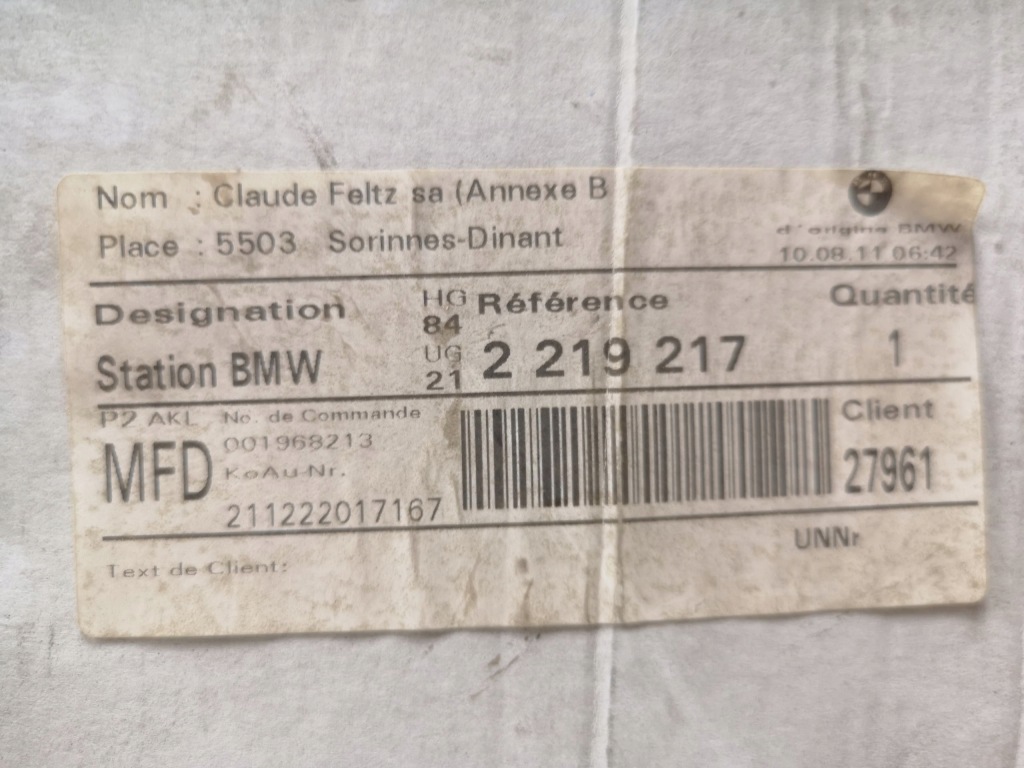 Nom : Claude Feltz sa (Annexe B
Place : 5503 Sorinnes-Dinant
d'origine BMW
10.08.11 06:42
Designation
HG
84
Référence
Quantité
Station BMW
UG
21
2 219 217
1
P2 AKL
No. de Commande
Client
MFD
001968213
KoAu-Nr.
27961
211222017167
UNNr
Text de Client: